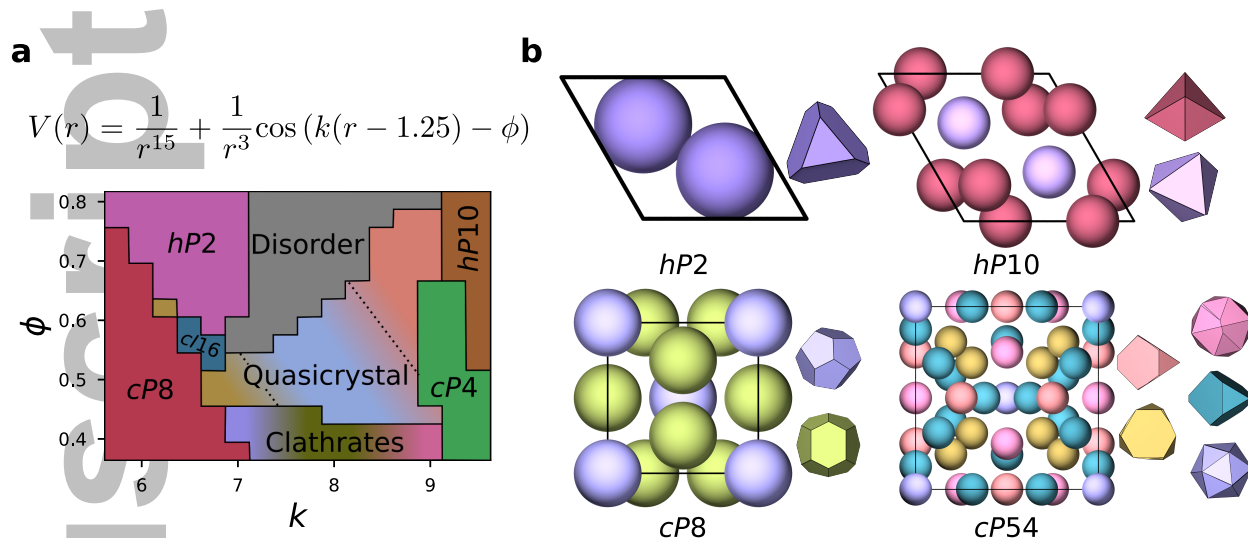 a
b
V(r) = 1/r^15 + 1/r^3 cos (k(r − 1.25) − ϕ)
0.8
0.7
0.6
0.5
0.4
ϕ
hP2
Disorder
hP10
cI16
cP8
Quasicrystal
cP4
Clathrates
6 7 8 9
k
hP2
hP10
cP8
cP54